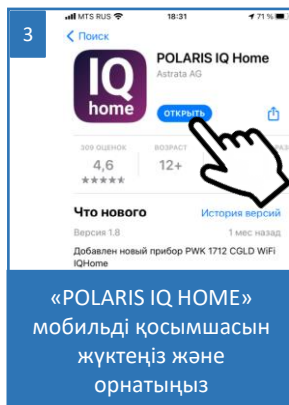 3
MTS RUS 18:31 71 %
Поиск
IQ
home
POLARIS IQ Home
Astrata AG
ОТКРЫТЬ
309 ОЦЕНОК ВОЗРАСТ
4,6 12+
★★★★★
Что нового История версий
Версия 1.8 1 мес назад
Добавлен новый прибор PWK 1712 CGLD WiFi
IQHome
«POLARIS IQ HOME»
мобильді қосымшасын
жүктеңіз және
орнатыңыз